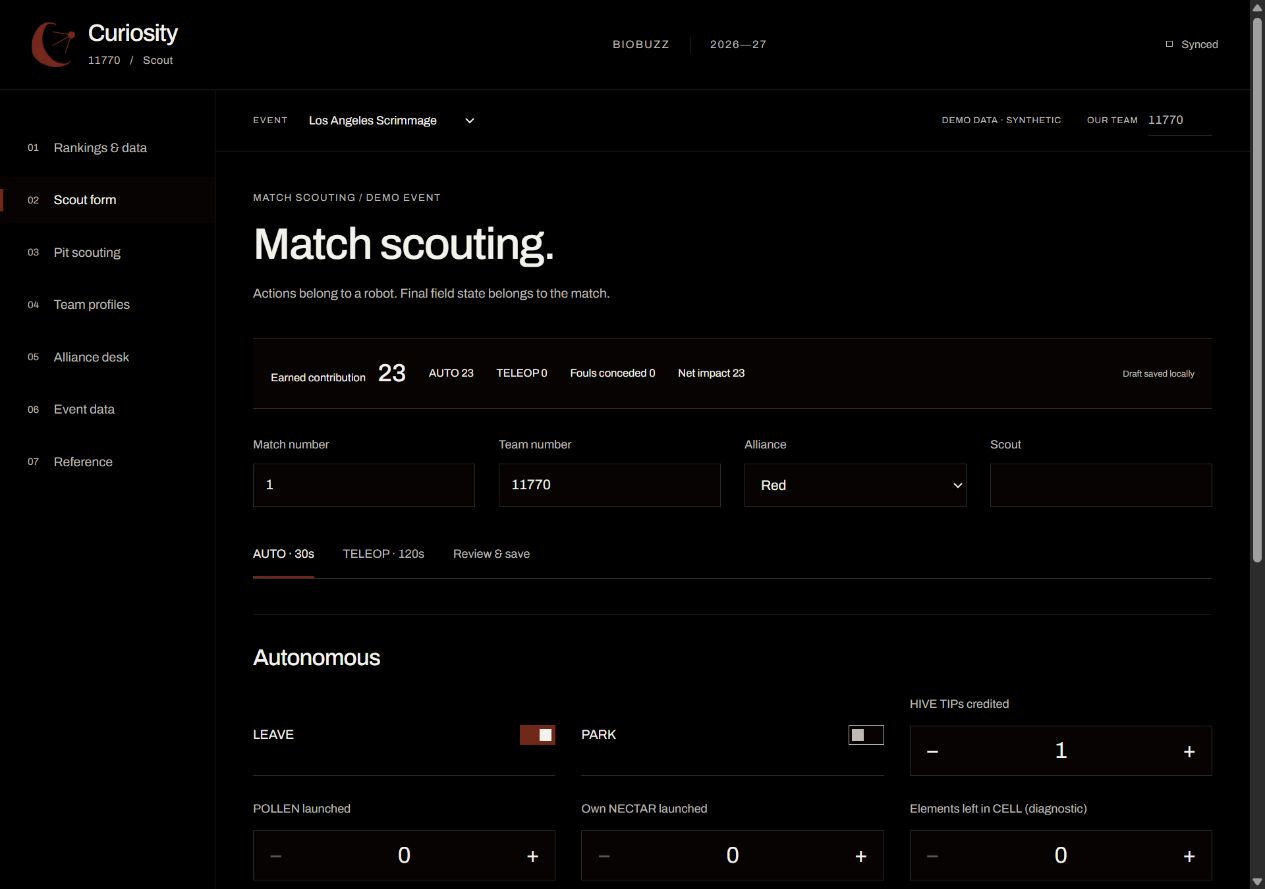 Curiosity
11770 / Scout
BIOBUZZ 2026—27
Synced
EVENT Los Angeles Scrimmage
DEMO DATA · SYNTHETIC OUR TEAM 11770
01 Rankings & data
02 Scout form
03 Pit scouting
04 Team profiles
05 Alliance desk
06 Event data
07 Reference
MATCH SCOUTING / DEMO EVENT
Match scouting.
Actions belong to a robot. Final field state belongs to the match.
Earned contribution 23 AUTO 23 TELEOP 0 Fouls conceded 0 Net impact 23 Draft saved locally
Match number Team number Alliance Scout
1 11770 Red
AUTO · 30s TELEOP · 120s Review & save
Autonomous
LEAVE PARK HIVE TIPs credited
− 1 +
POLLEN launched Own NECTAR launched Elements left in CELL (diagnostic)
− 0 + − 0 + − 0 +